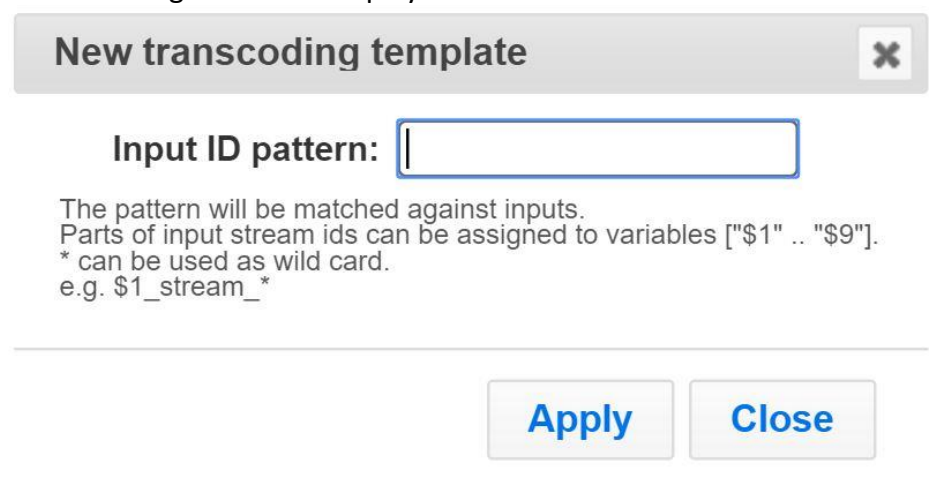 New transcoding template
Input ID pattern:
The pattern will be matched against inputs.
Parts of input stream ids can be assigned to variables ["$1" .. "$9"].
* can be used as wild card.
e.g. $1_stream_*
Apply Close